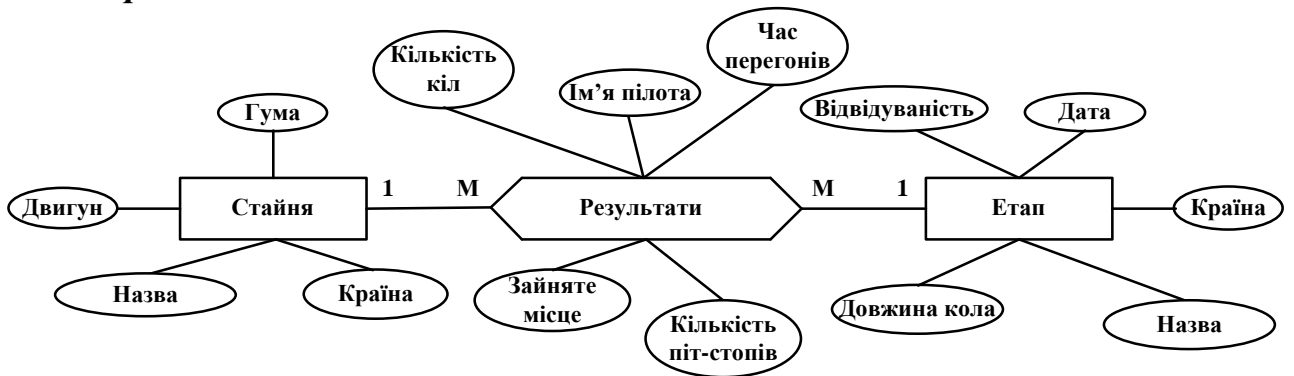 Час
перегонів
Кількість
кіл
Ім’я пілота
Гума
Відвідуваність
Дата
1
М
М
1
Двигун
Стайня
Результати
Етап
Країна
Назва
Країна
Зайняте
місце
Кількість
піт-стопів
Довжина кола
Назва